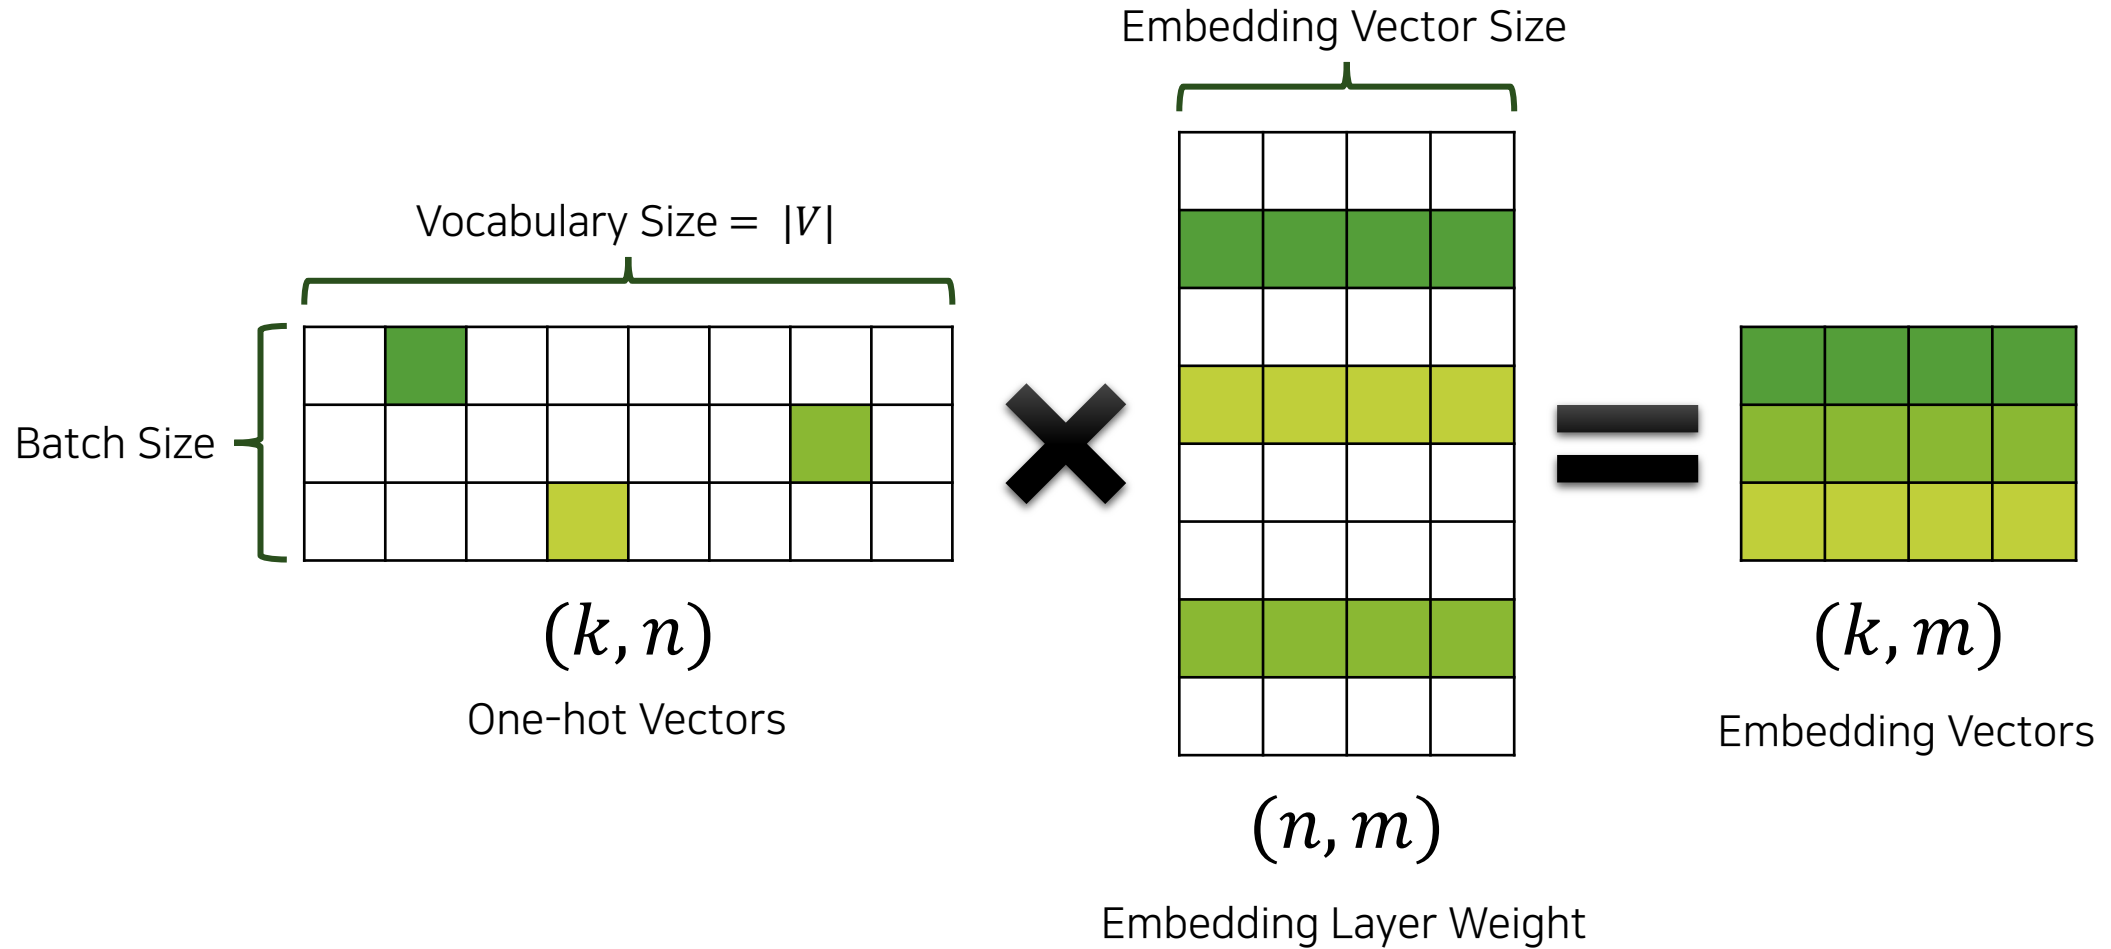 Embedding Vector Size
Vocabulary Size = |V|
Batch Size
(k, n)
One-hot Vectors
(n, m)
Embedding Layer Weight
(k, m)
Embedding Vectors